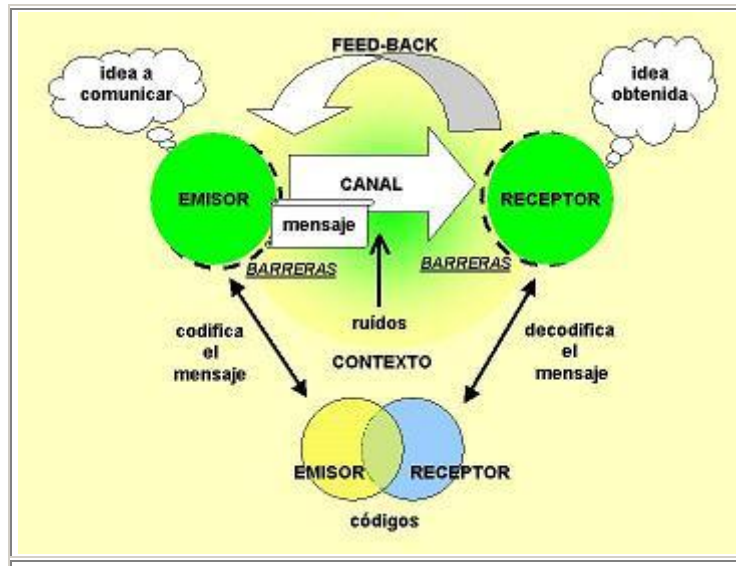 FEED-BACK
idea a
comunicar
idea
obtenida
EMISOR
CANAL
RECEPTOR
mensaje
BARRERAS
BARRERAS
ruídos
codifica
el
mensaje
decodifica
el
mensaje
CONTEXTO
EMISOR
RECEPTOR
códigos